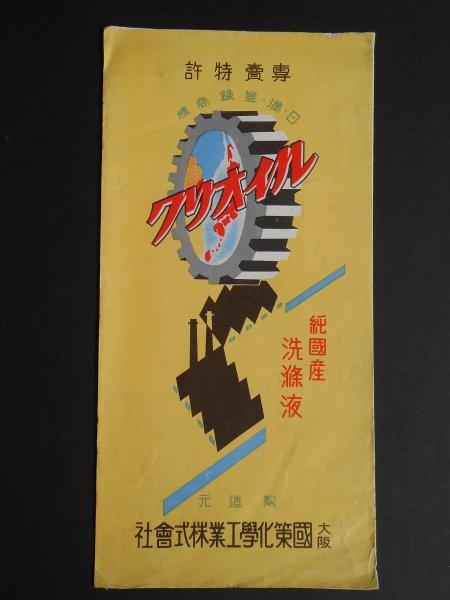 專賣特許
日・滿・登録商標
クリオイル
純國産
洗滌液
製造元
大阪
國策化學工業株式會社